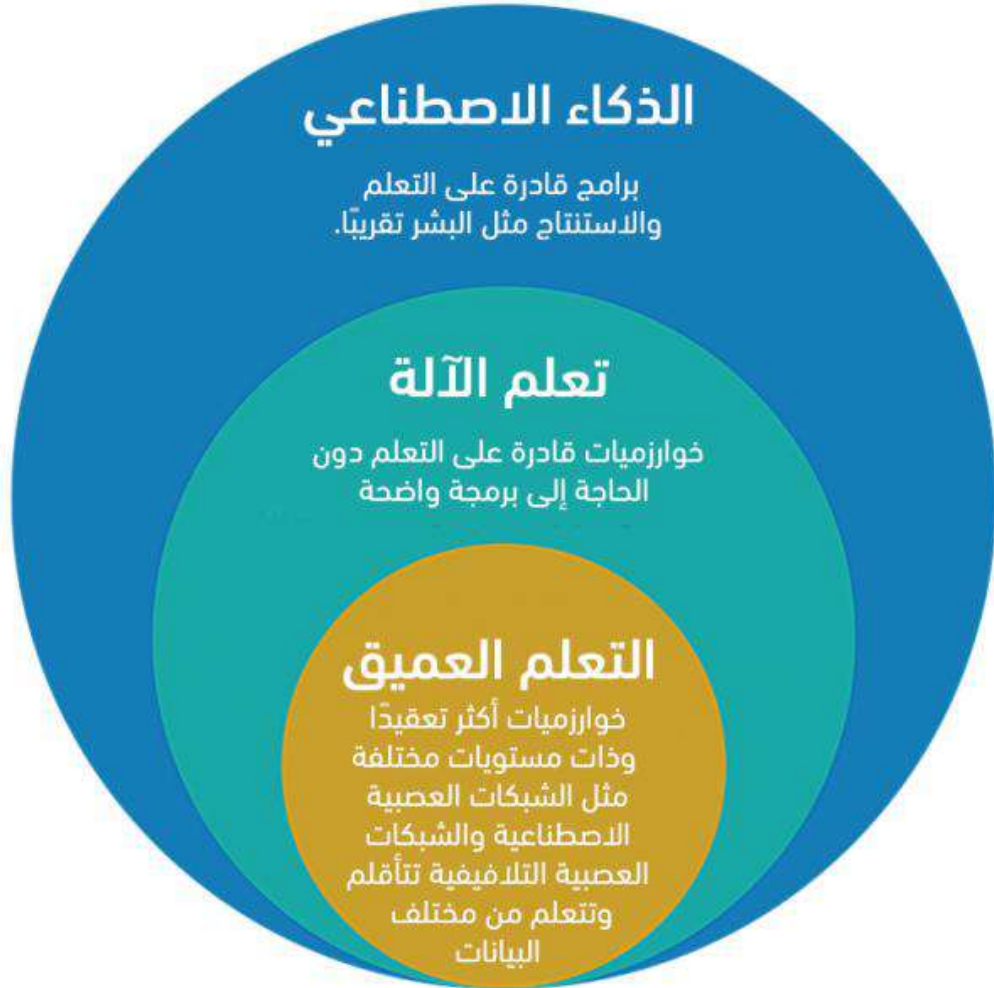 الذكاء الاصطناعي
برامج قادرة على التعلم
والاستنتاج مثل البشر تقريبًا.
تعلم الآلة
خوارزميات قادرة على التعلم دون
الحاجة إلى برمجة واضحة
التعلم العميق
خوارزميات أكثر تعقيدًا
وذات مستويات مختلفة
مثل الشبكات العصبية
الاصطناعية والشبكات
العصبية التلافيفية تتأقلم
وتتعلم من مختلف
البيانات